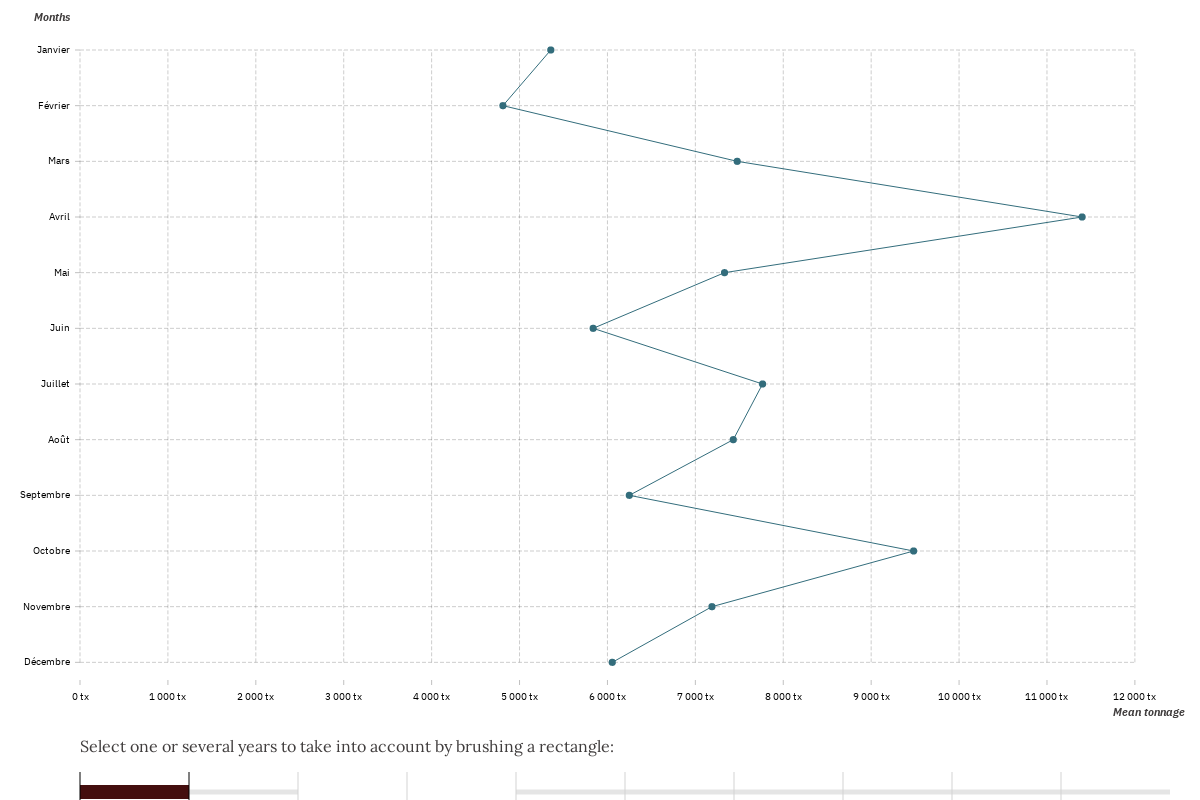 Months
Janvier
Février
Mars
Avril
Mai
Juin
Juillet
Août
Septembre
Octobre
Novembre
Décembre
0 tx 1 000 tx 2 000 tx 3 000 tx 4 000 tx 5 000 tx 6 000 tx 7 000 tx 8 000 tx 9 000 tx 10 000 tx 11 000 tx 12 000 tx
Mean tonnage
Select one or several years to take into account by brushing a rectangle: